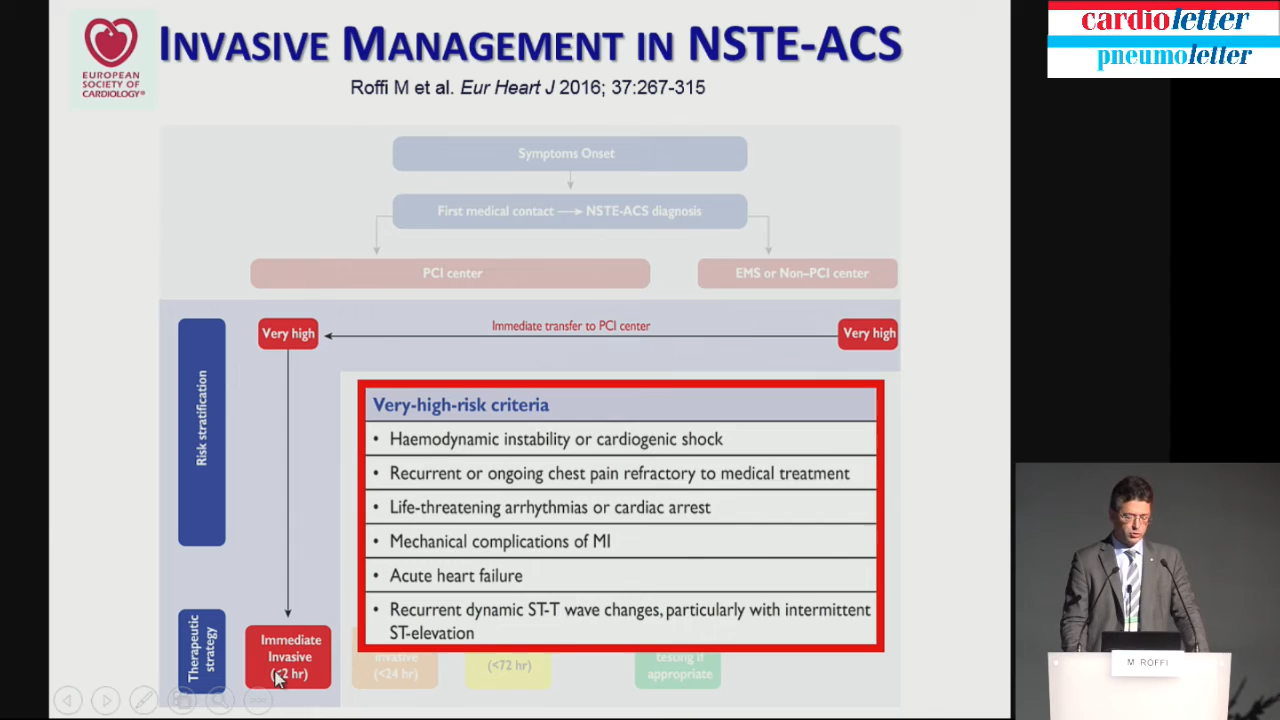 EUROPEAN
SOCIETY OF
CARDIOLOGY®
INVASIVE MANAGEMENT IN NSTE-ACS
Roffi M et al. Eur Heart J 2016; 37:267-315
cardioletter
pneumoletter
Symptoms Onset
First medical contact → NSTE-ACS diagnosis
PCI center
EMS or Non–PCI center
Immediate transfer to PCI center
Very high
Very high
Risk stratification
Very-high-risk criteria
• Haemodynamic instability or cardiogenic shock
• Recurrent or ongoing chest pain refractory to medical treatment
• Life-threatening arrhythmias or cardiac arrest
• Mechanical complications of MI
• Acute heart failure
• Recurrent dynamic ST-T wave changes, particularly with intermittent
ST-elevation
Therapeutic
strategy
Immediate
Invasive
(<2 hr)
Invasive
(<24 hr)
(<72 hr)
testing if
appropriate
M ROFFI